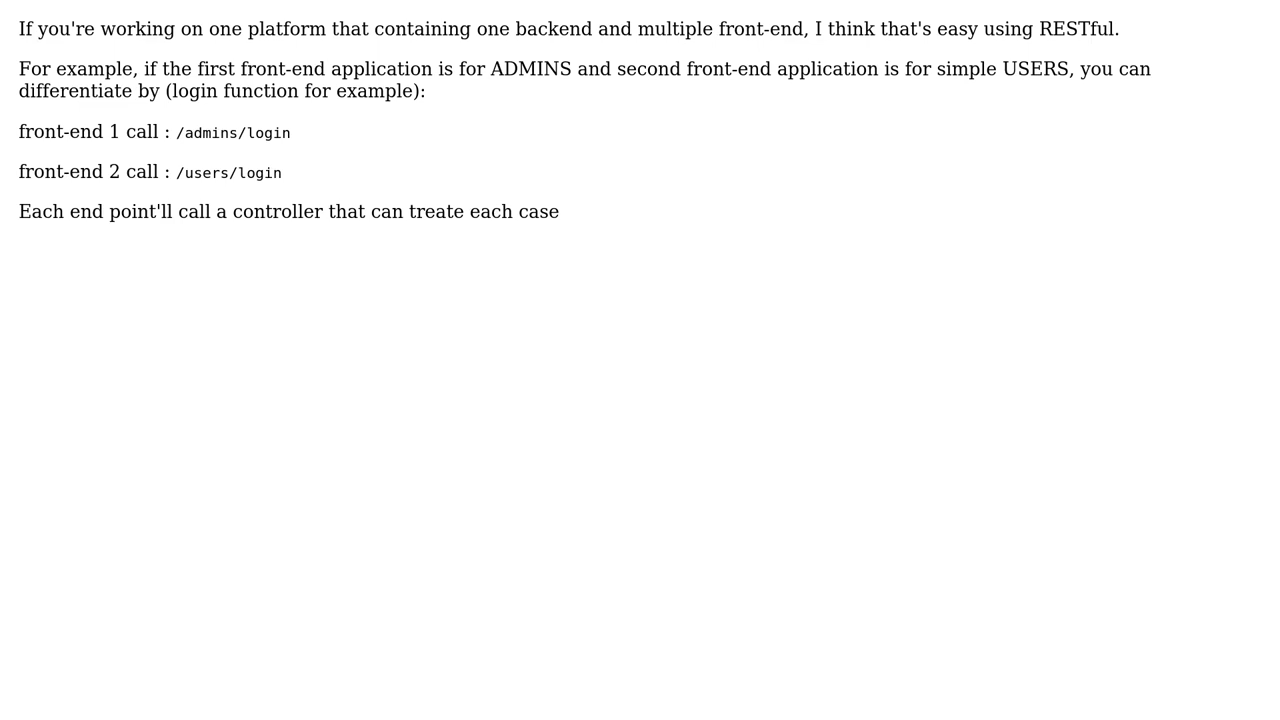 If you're working on one platform that containing one backend and multiple front-end, I think that's easy using RESTful.
For example, if the first front-end application is for ADMINS and second front-end application is for simple USERS, you can
differentiate by (login function for example):
front-end 1 call : /admins/login
front-end 2 call : /users/login
Each end point'll call a controller that can treate each case